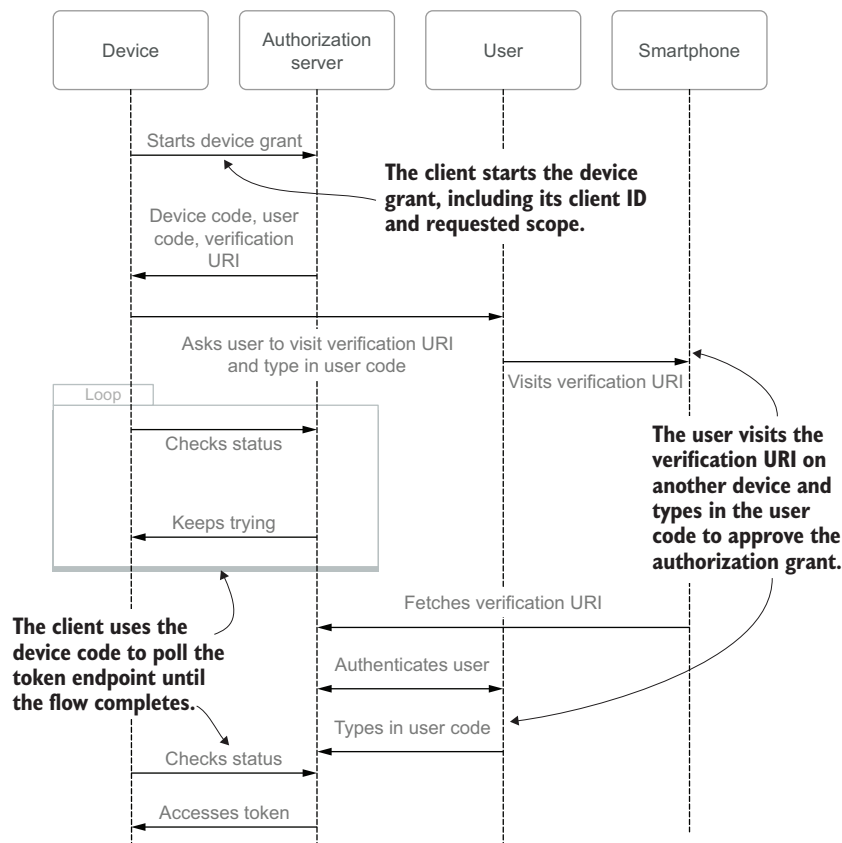 Device
Authorization
server
User
Smartphone
Starts device grant
The client starts the device
grant, including its client ID
and requested scope.
Device code, user
code, verification
URI
Asks user to visit verification URI
and type in user code
Visits verification URI
Loop
Checks status
Keeps trying
The user visits the
verification URI on
another device and
types in the user
code to approve the
authorization grant.
Fetches verification URI
The client uses the
device code to poll the
token endpoint until
the flow completes.
Authenticates user
Types in user code
Checks status
Accesses token